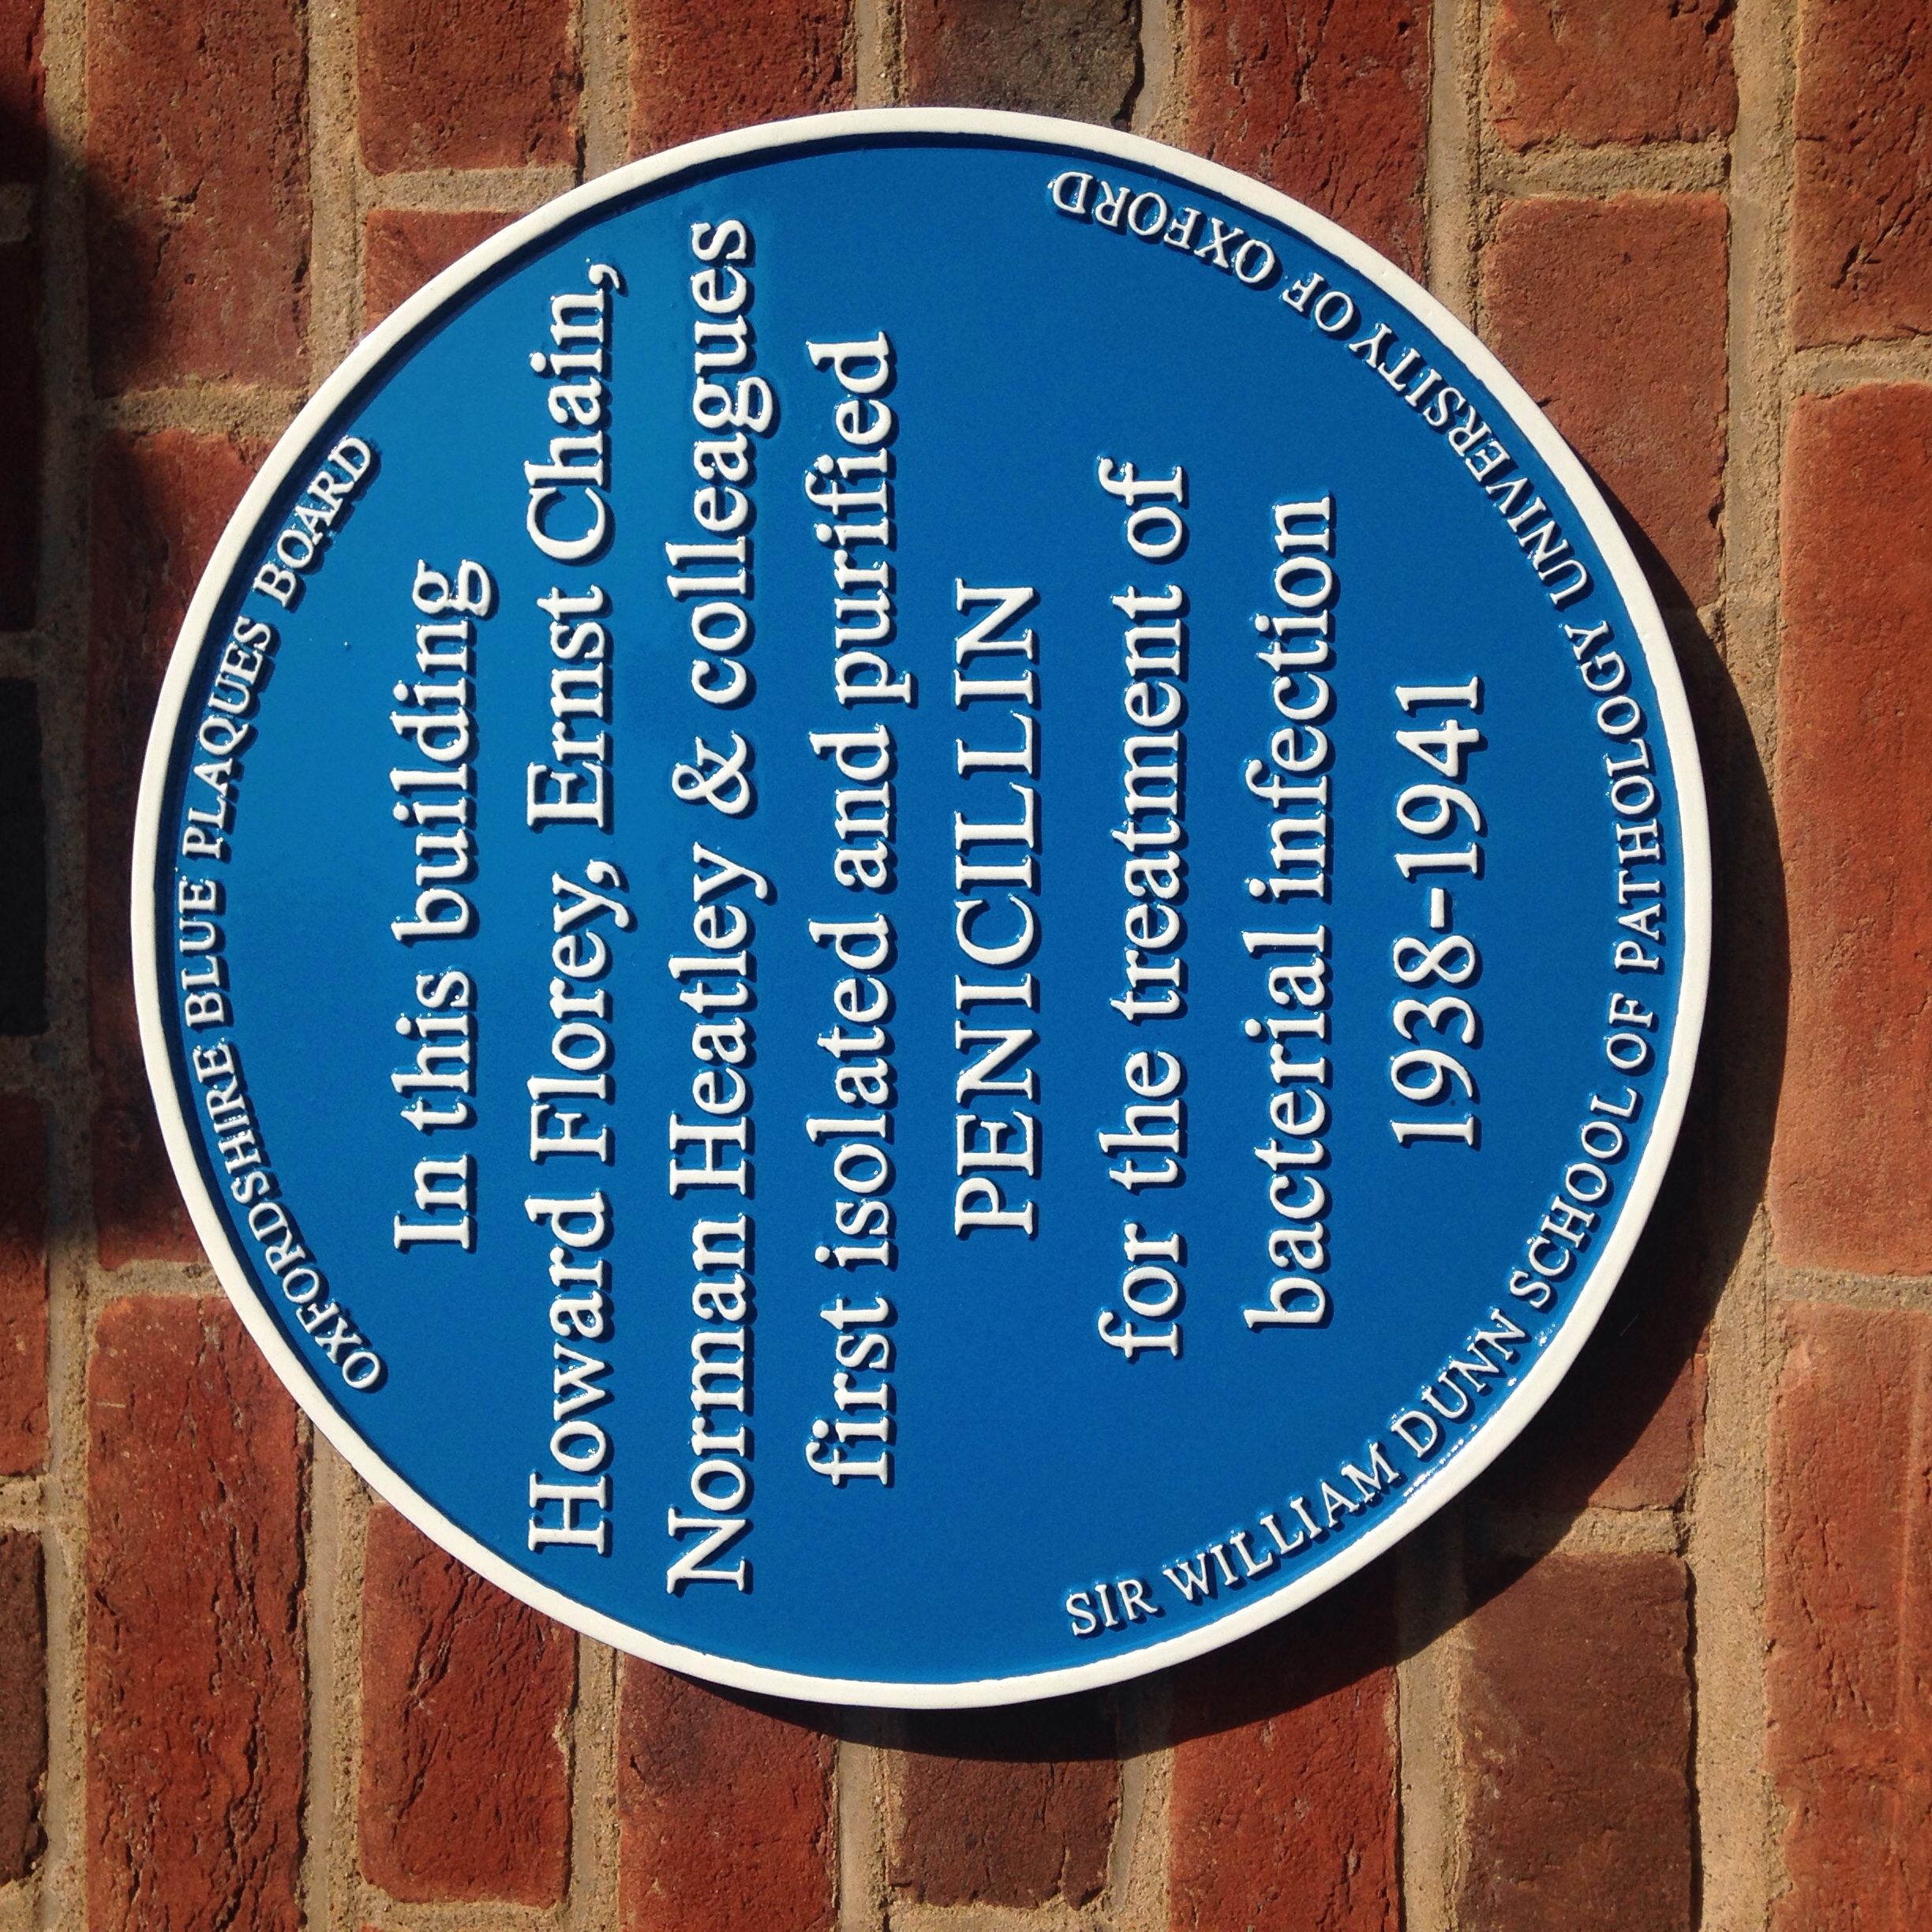 OXFORDSHIRE BLUE PLAQUES BOARD
In this building
Howard Florey, Ernst Chain,
Norman Heatley & colleagues
first isolated and purified
PENICILLIN
for the treatment of
bacterial infection
1938-1941
SIR WILLIAM DUNN SCHOOL OF PATHOLOGY UNIVERSITY OF OXFORD